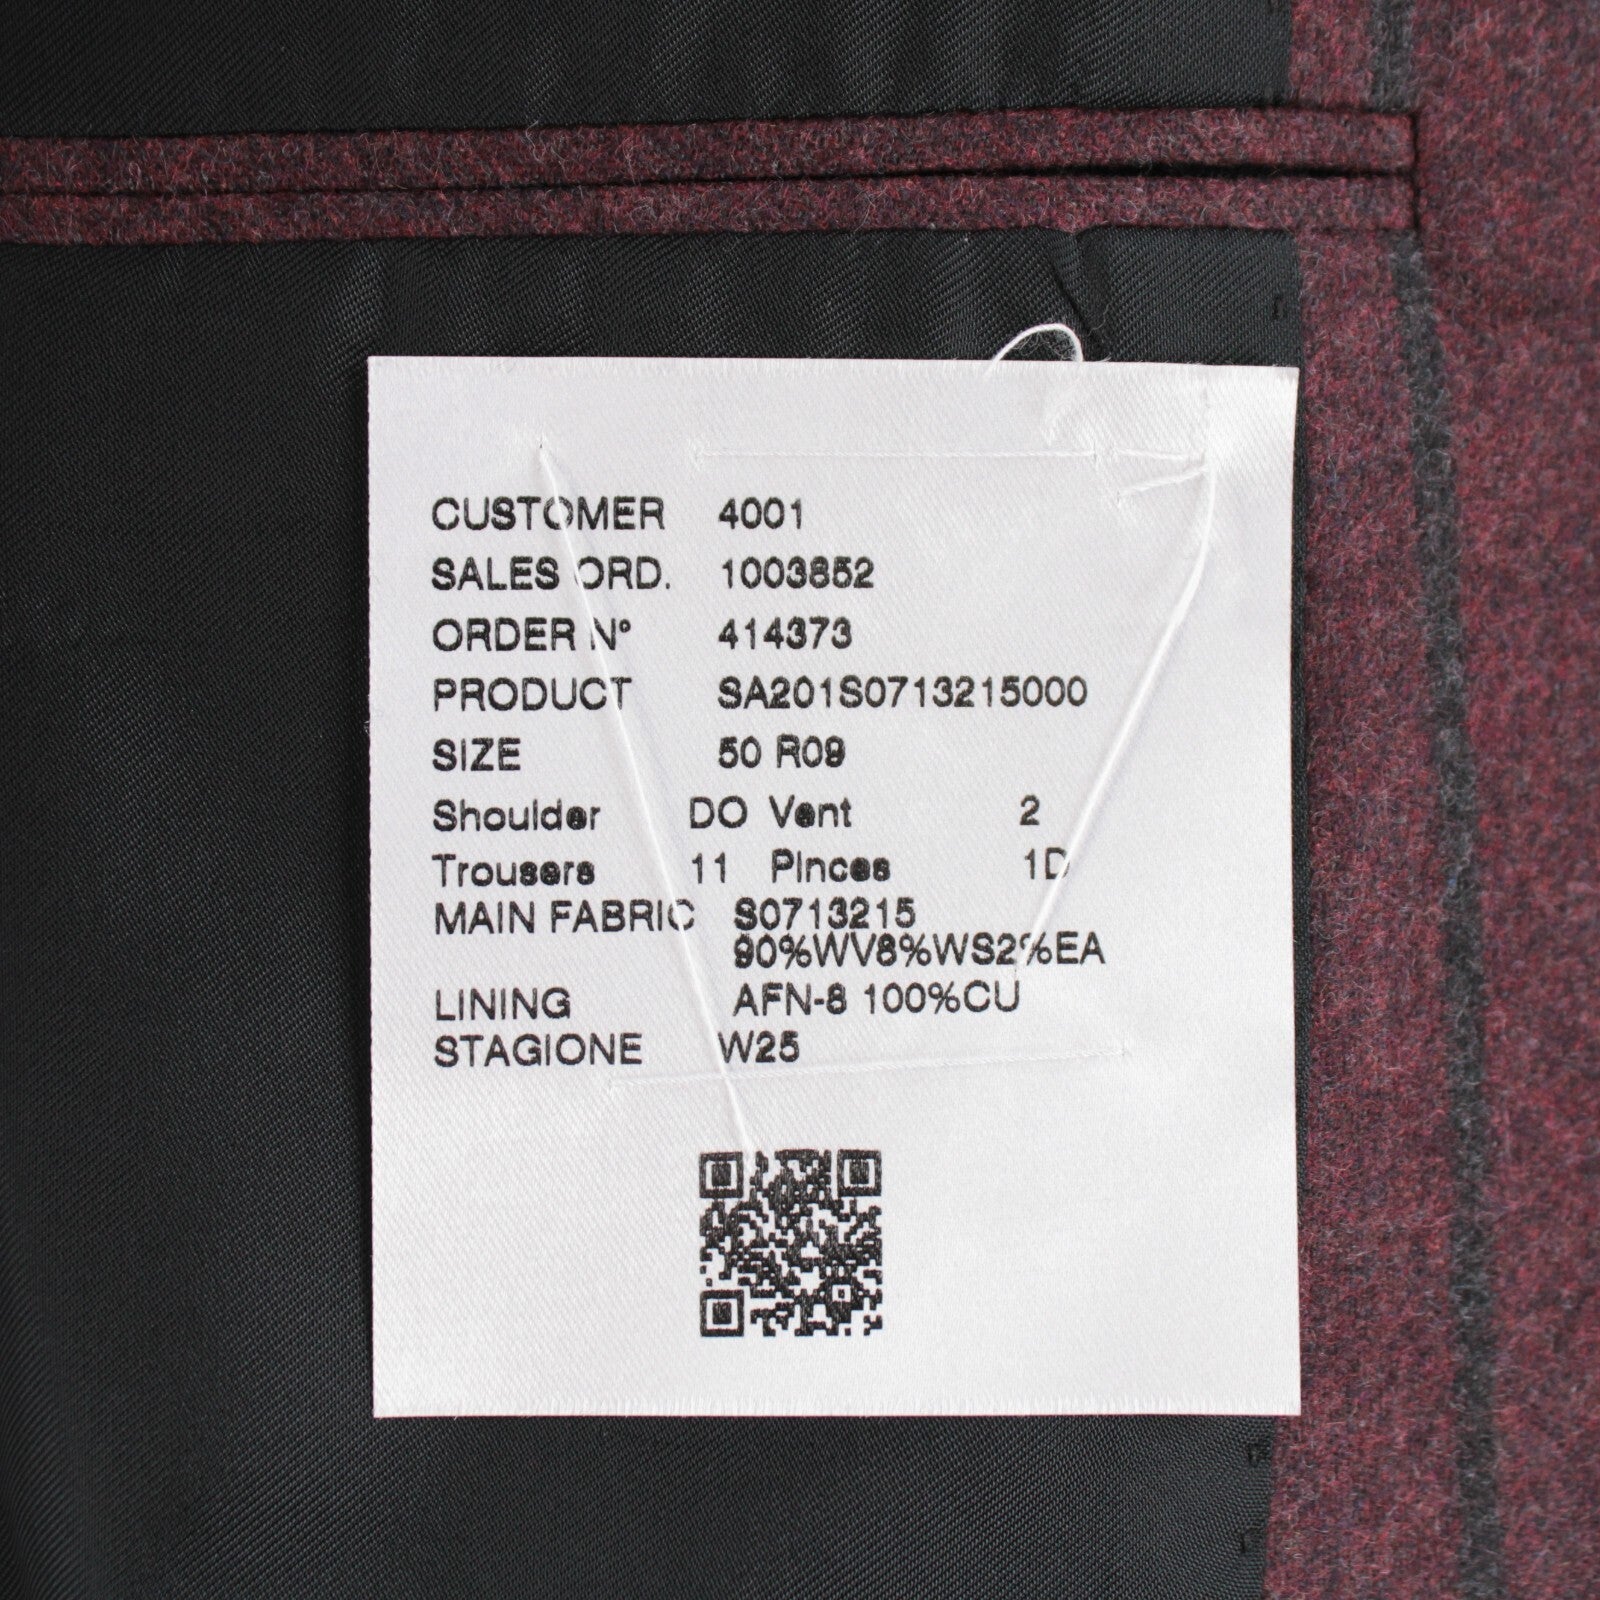 CUSTOMER 4001
SALES ORD. 1003852
ORDER N° 414373
PRODUCT SA201S0713215000
SIZE 50 R09
Shoulder DO Vent 2
Trousers 11 Pinces 1D
MAIN FABRIC S0713215
90%WV8%WS2%EA
LINING AFN-8 100%CU
STAGIONE W25